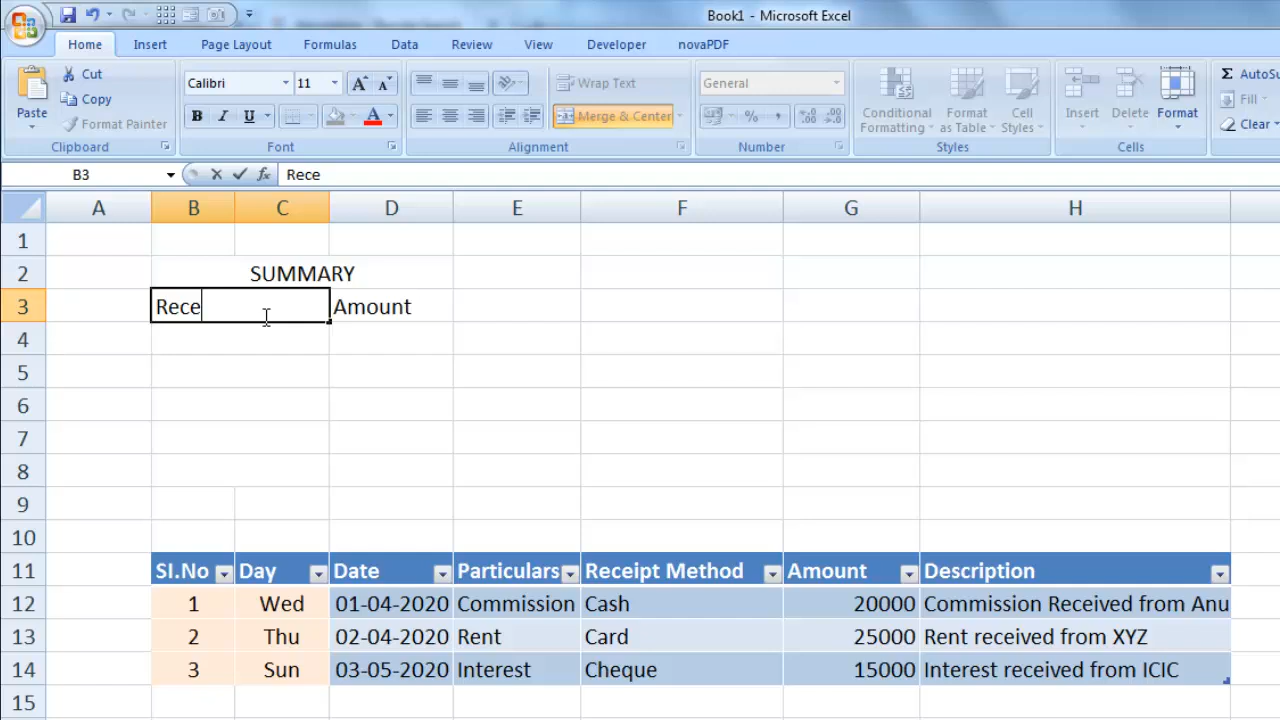 Book1 - Microsoft Excel
Home Insert Page Layout Formulas Data Review View Developer novaPDF
Paste
Cut
Copy
Format Painter
Clipboard
Calibri 11
B I U
A A
Font
Wrap Text
Merge & Center
Alignment
General
% ,
Number
Conditional Formatting
Format as Table
Cell Styles
Styles
Insert Delete Format
Cells
Σ AutoSu
Fill
Clear
B3 fx Rece
A B C D E F G H
1
2 SUMMARY
3 Rece Amount
4
5
6
7
8
9
10
11 SI.No Day Date Particulars Receipt Method Amount Description
12 1 Wed 01-04-2020 Commission Cash 20000 Commission Received from Anu
13 2 Thu 02-04-2020 Rent Card 25000 Rent received from XYZ
14 3 Sun 03-05-2020 Interest Cheque 15000 Interest received from ICIC
15